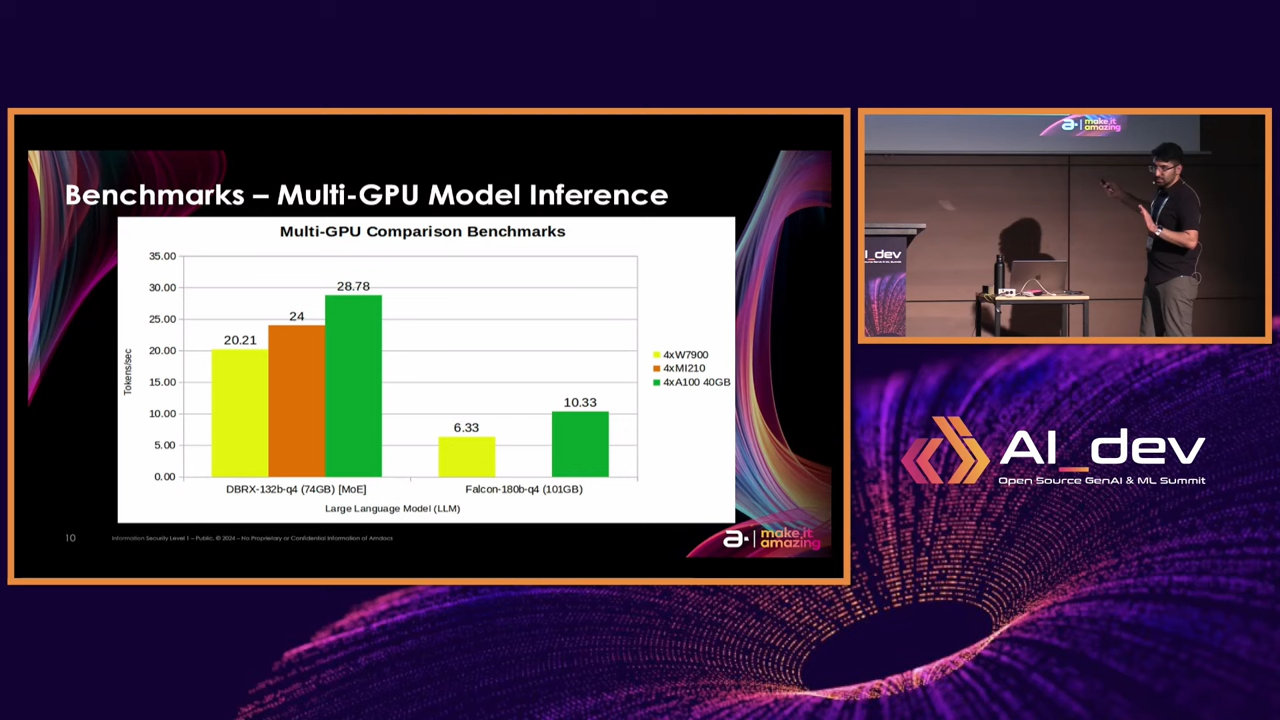 Benchmarks – Multi-GPU Model Inference
Multi-GPU Comparison Benchmarks
35.00
30.00
25.00
20.00
15.00
10.00
5.00
0.00
Tokens/sec
20.21
24
28.78
6.33
10.33
4xW7900
4xMI210
4xA100 40GB
DBRX-132b-q4 (74GB) [MoE]
Falcon-180b-q4 (101GB)
Large Language Model (LLM)
10
Information Security Level 1 – Public, © 2024 – No Proprietary or Confidential Information of Amdocs
a
make it
amazing
a
make it
amazing
I_dev
AI_dev
Open Source GenAI & ML Summit